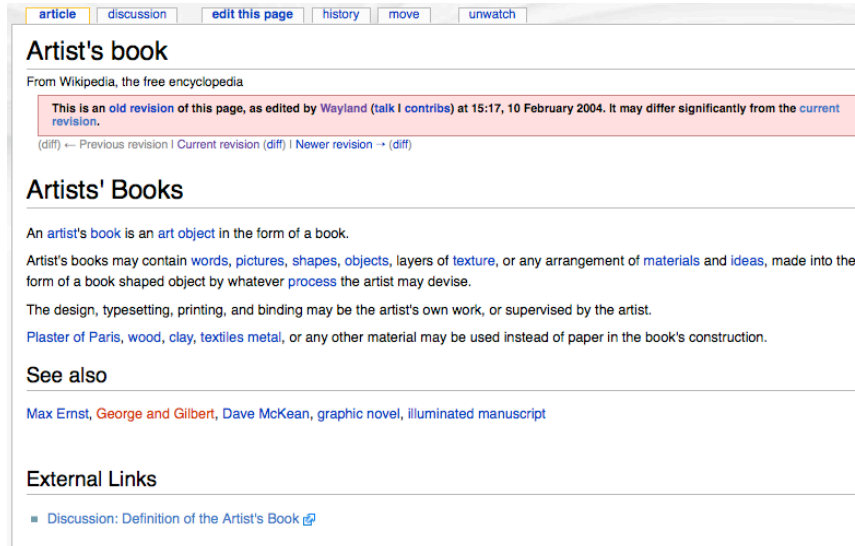 article discussion edit this page history move unwatch
Artist's book
From Wikipedia, the free encyclopedia
This is an old revision of this page, as edited by Wayland (talk | contribs) at 15:17, 10 February 2004. It may differ significantly from the current
revision.
(diff) ← Previous revision | Current revision (diff) | Newer revision → (diff)
Artists' Books
An artist's book is an art object in the form of a book.
Artist's books may contain words, pictures, shapes, objects, layers of texture, or any arrangement of materials and ideas, made into the
form of a book shaped object by whatever process the artist may devise.
The design, typesetting, printing, and binding may be the artist's own work, or supervised by the artist.
Plaster of Paris, wood, clay, textiles metal, or any other material may be used instead of paper in the book's construction.
See also
Max Ernst, George and Gilbert, Dave McKean, graphic novel, illuminated manuscript
External Links
Discussion: Definition of the Artist's Book